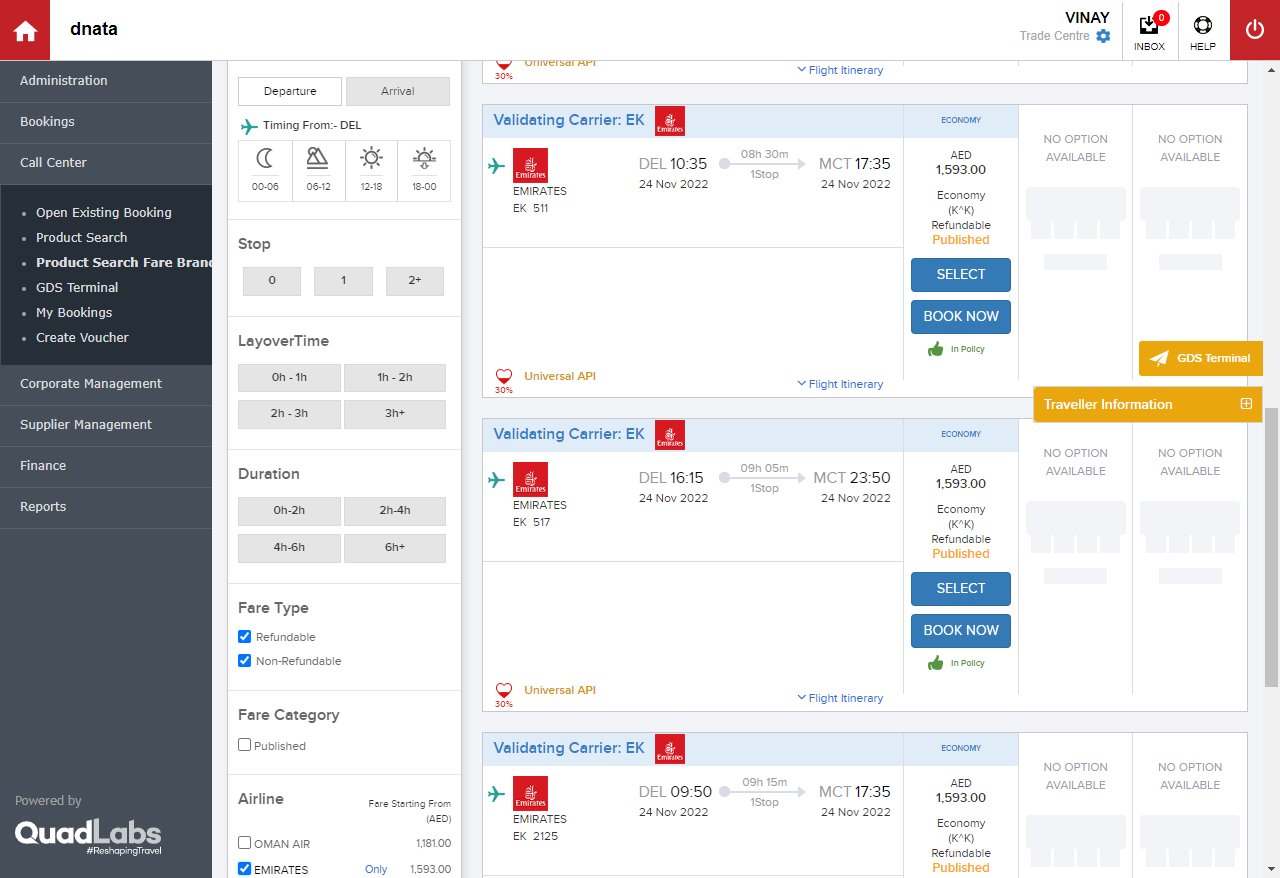 dnata
VINAY
Trade Centre
0
INBOX
HELP
Administration
Bookings
Call Center
Open Existing Booking
Product Search
Product Search Fare Bran
GDS Terminal
My Bookings
Create Voucher
Corporate Management
Supplier Management
Finance
Reports
Powered by
QuadLabs
#ReshapingTravel
Departure
Arrival
Timing From:- DEL
00-06
06-12
12-18
18-00
Stop
0
1
2+
LayoverTime
0h - 1h
1h - 2h
2h - 3h
3h+
Duration
0h-2h
2h-4h
4h-6h
6h+
Fare Type
Refundable
Non-Refundable
Fare Category
Published
Airline
Fare Starting From
(AED)
OMAN AIR 1,181.00
EMIRATES Only 1,593.00
30%
Universal API
Flight Itinerary
Validating Carrier: EK
Emirates
ECONOMY
Emirates
EMIRATES
EK 511
DEL 10:35
24 Nov 2022
08h 30m
1Stop
MCT 17:35
24 Nov 2022
AED
1,593.00
Economy
(K^K)
Refundable
Published
SELECT
BOOK NOW
In Policy
NO OPTION
AVAILABLE
NO OPTION
AVAILABLE
30%
Universal API
Flight Itinerary
GDS Terminal
Traveller Information
Validating Carrier: EK
Emirates
ECONOMY
Emirates
EMIRATES
EK 517
DEL 16:15
24 Nov 2022
09h 05m
1Stop
MCT 23:50
24 Nov 2022
AED
1,593.00
Economy
(K^K)
Refundable
Published
SELECT
BOOK NOW
In Policy
NO OPTION
AVAILABLE
NO OPTION
AVAILABLE
30%
Universal API
Flight Itinerary
Validating Carrier: EK
Emirates
ECONOMY
Emirates
EMIRATES
EK 2125
DEL 09:50
24 Nov 2022
09h 15m
1Stop
MCT 17:35
24 Nov 2022
AED
1,593.00
Economy
(K^K)
Refundable
Published
NO OPTION
AVAILABLE
NO OPTION
AVAILABLE